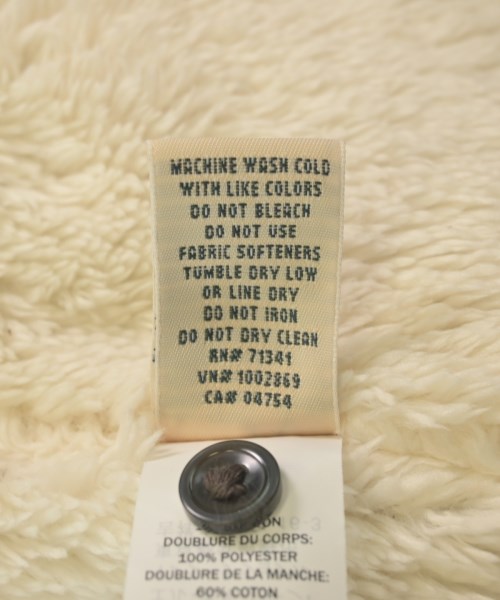 MACHINE WASH COLD
WITH LIKE COLORS
DO NOT BLEACH
DO NOT USE
FABRIC SOFTENERS
TUMBLE DRY LOW
OR LINE DRY
DO NOT IRON
DO NOT DRY CLEAN
RN# 71341
VN# 1002869
CA# 04754
DOUBLURE DU CORPS:
100% POLYESTER
DOUBLURE DE LA MANCHE:
60% COTON